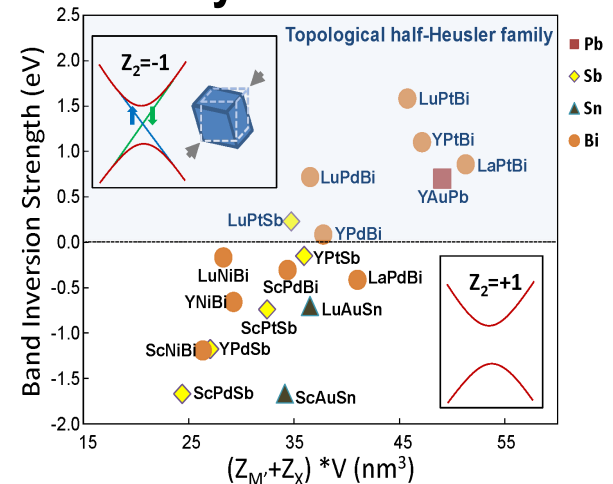 2.5
2.0
1.5
1.0
0.5
0.0
-0.5
-1.0
-1.5
-2.0
Band Inversion Strength (eV)
Topological half-Heusler family
Z₂=-1
LuPtBi
YPtBi
LaPtBi
YAuPb
LuPdBi
LuPtSb
YPdBi
YPtSb
LuNiBi
ScPdBi
LaPdBi
YNiBi
LuAuSn
ScPtSb
ScNiBi
YPdSb
ScPdSb
ScAuSn
Z₂=+1
Pb
Sb
Sn
Bi
15
25
35
45
55
(Z_M'+Z_X) *V (nm³)